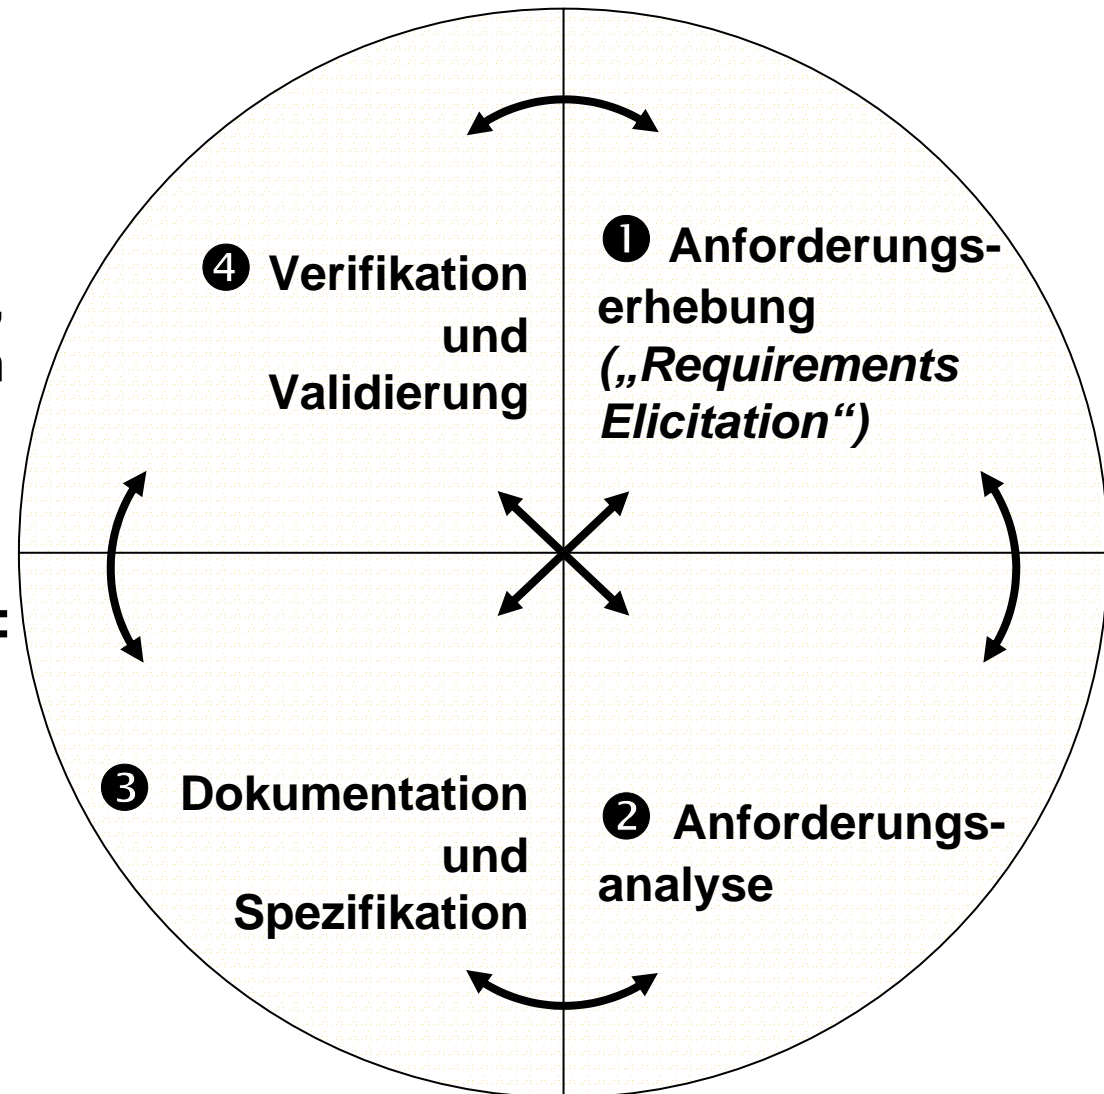 ❶ Anforderungs-
erhebung
(„Requirements
Elicitation“)
❷ Anforderungs-
analyse
❸ Dokumentation
und
Spezifikation
❹ Verifikation
und
Validierung